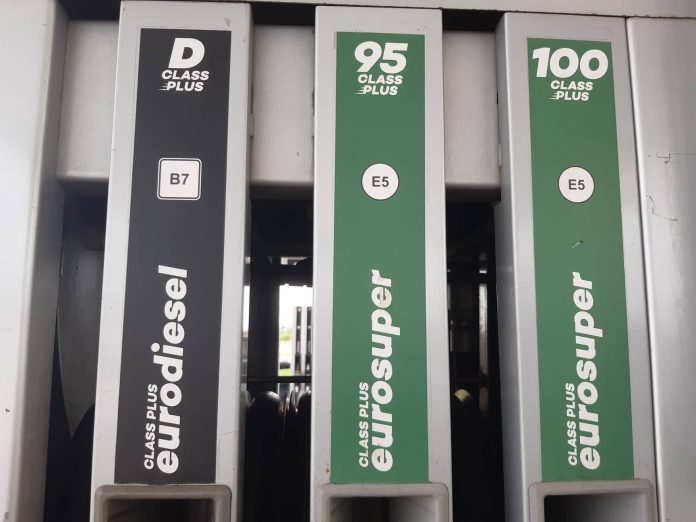 D
CLASS
PLUS
B7
CLASS PLUS
eurodiesel
95
CLASS
PLUS
E5
CLASS PLUS
eurosuper
100
CLASS
PLUS
E5
CLASS PLUS
eurosuper